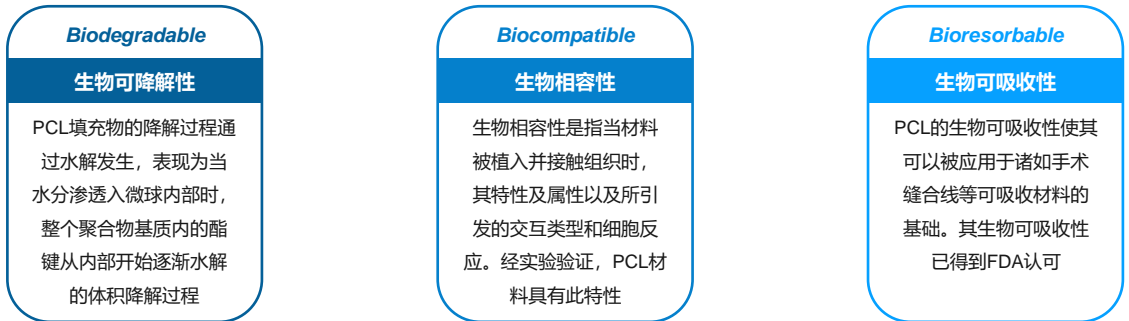 Biodegradable
生物可降解性
PCL填充物的降解过程通
过水解发生，表现为当
水分渗透入微球内部时，
整个聚合物基质内的酯
键从内部开始逐渐水解
的体积降解过程
Biocompatible
生物相容性
生物相容性是指当材料
被植入并接触组织时，
其特性及属性以及所引
发的交互类型和细胞反
应。经实验验证，PCL材
料具有此特性
Bioresorbable
生物可吸收性
PCL的生物可吸收性使其
可以被应用于诸如手术
缝合线等可吸收材料的
基础。其生物可吸收性
已得到FDA认可